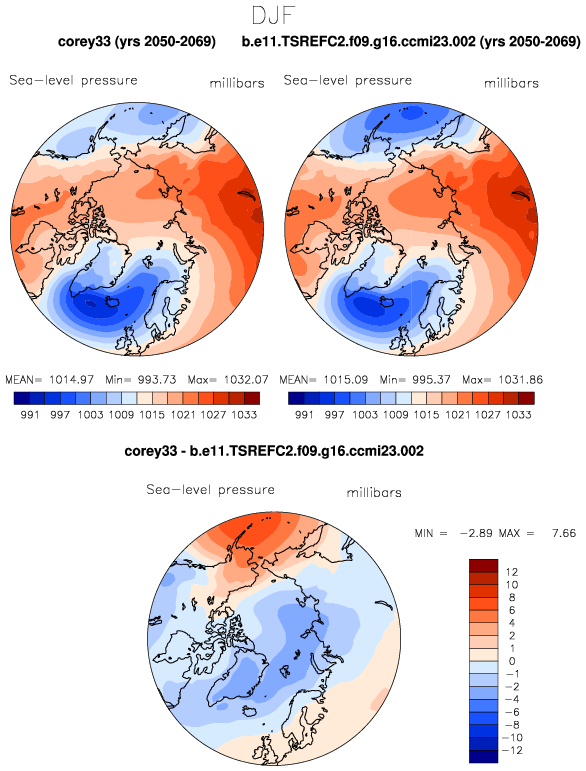 DJF
corey33 (yrs 2050-2069) b.e11.TSREFC2.f09.g16.ccmi23.002 (yrs 2050-2069)
Sea-level pressure millibars Sea-level pressure millibars
MEAN= 1014.97 Min= 993.73 Max= 1032.07 MEAN= 1015.09 Min= 995.37 Max= 1031.86
991 997 1003 1009 1015 1021 1027 1033 991 997 1003 1009 1015 1021 1027 1033
corey33 - b.e11.TSREFC2.f09.g16.ccmi23.002
Sea-level pressure millibars
MIN = -2.89 MAX = 7.66
12
10
8
6
4
2
1
0
-1
-2
-4
-6
-8
-10
-12